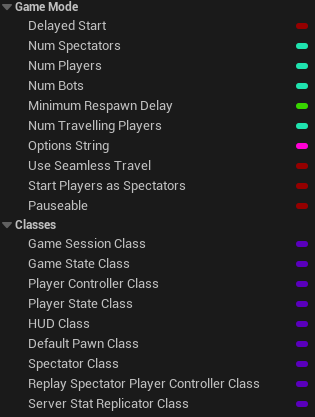 Game Mode
Delayed Start
Num Spectators
Num Players
Num Bots
Minimum Respawn Delay
Num Travelling Players
Options String
Use Seamless Travel
Start Players as Spectators
Pauseable
Classes
Game Session Class
Game State Class
Player Controller Class
Player State Class
HUD Class
Default Pawn Class
Spectator Class
Replay Spectator Player Controller Class
Server Stat Replicator Class